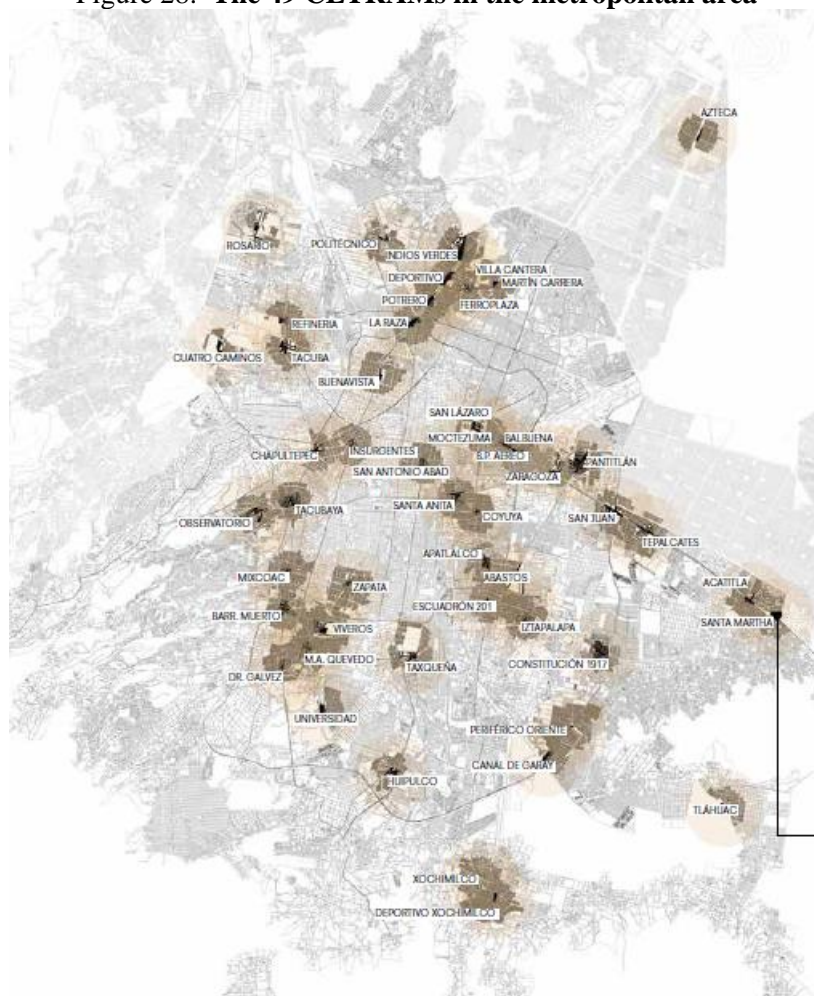 Figure 28. The 49 CETRAMs in the metropolitan area
AZTECA
ROSARIO
POLITÉCNICO
INDIOS VERDES
VILLA CANTERA
DEPORTIVO
MARTÍN CARRERA
POTRERO
FERROPLAZA
LA RAZA
REFINERIA
CUATRO CAMINOS
TACUBA
BUENAVISTA
SAN LÁZARO
MOCTEZUMA
BALBUENA
CHAPULTEPEC
INSURGENTES
B.P. AEREO
PANTITLÁN
SAN ANTONIO ABAD
ZARAGOZA
SANTA ANITA
TACUBAYA
COYUYA
SAN JUAN
OBSERVATORIO
TEPALCATES
APATLALCO
MIXCOAC
ABASTOS
ZAPATA
ACATITLA
ESCUADRÓN 201
BARR. MUERTO
SANTA MARTHA
VIVEROS
IZTAPALAPA
M.A. QUEVEDO
TAXQUEÑA
CONSTITUCIÓN 1917
DR. GALVEZ
UNIVERSIDAD
PERIFÉRICO ORIENTE
CANAL DE GARAY
HUIPULCO
TLÁHUAC
XOCHIMILCO
DEPORTIVO XOCHIMILCO